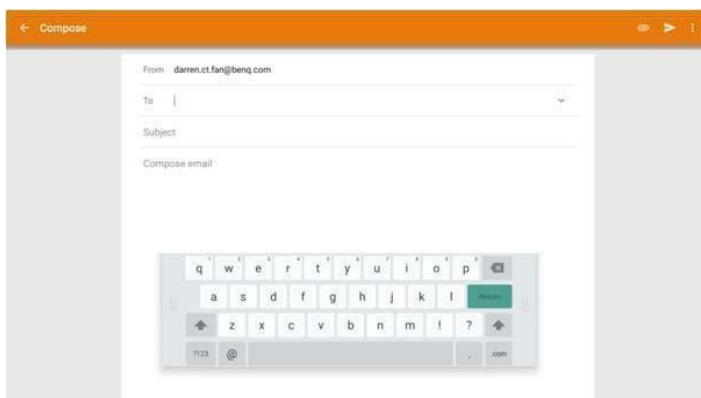 Compose
From darren.ct.fan@benq.com
To
Subject
Compose email
q w e r t y u i o p
a s d f g h j k l Return
z x c v b n m ! ?
?123 @ . .com